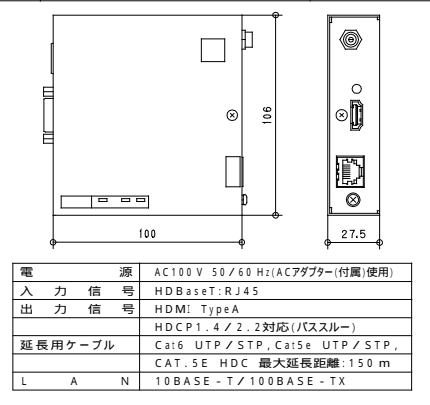 106
100
27.5
電源 AC100V 50/60Hz(ACアダプター(付属)使用)
入力信号 HDBaseT:RJ45
出力信号 HDMI TypeA
HDCP1.4/2.2対応(パススルー)
延長用ケーブル Cat6 UTP/STP,Cat5e UTP/STP,
CAT.5E HDC 最大延長距離:150m
LAN 10BASE-T/100BASE-TX